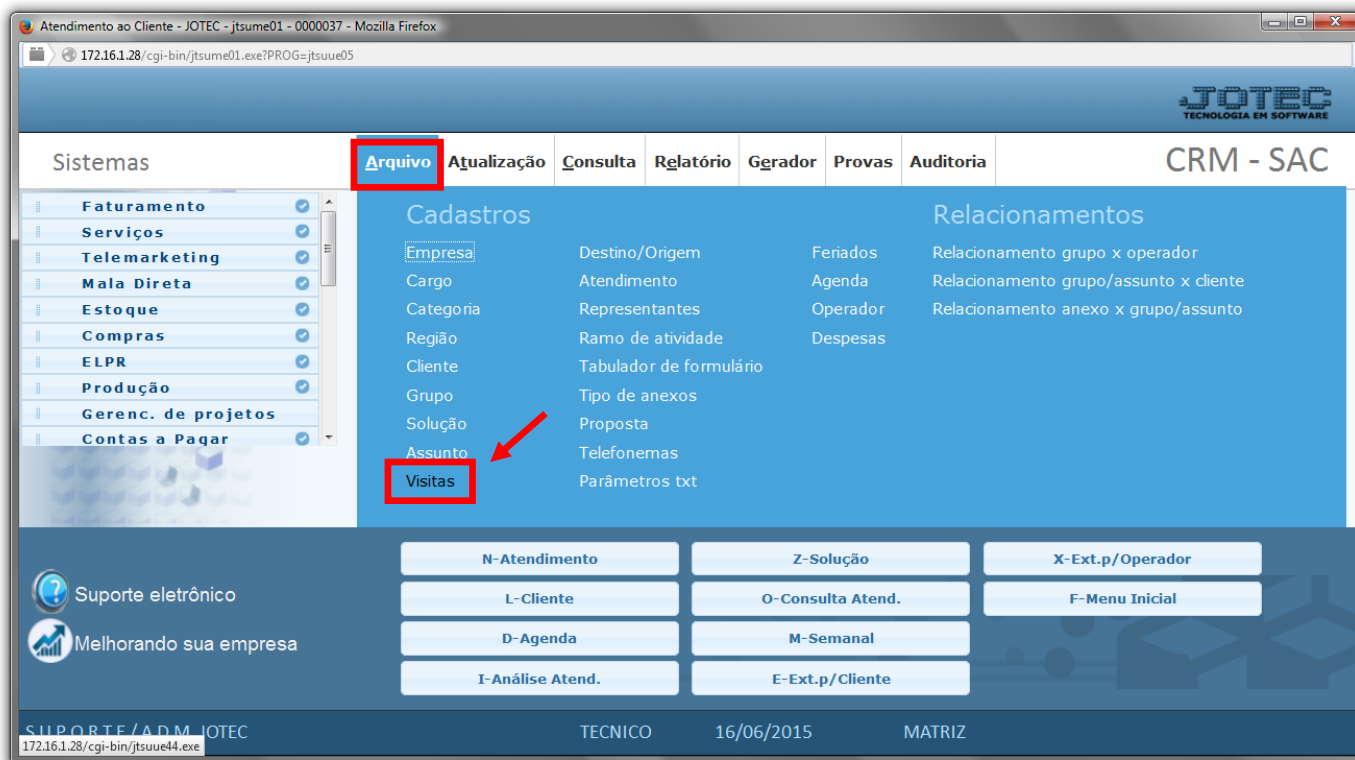 Atendimento ao Cliente - JOTEC - jtsume01 - 0000037 - Mozilla Firefox
172.16.1.28/cgi-bin/jtsume01.exe?PROG=jtsuue05
JOTEC
TECNOLOGIA EM SOFTWARE
Sistemas
Arquivo Atualização Consulta Relatório Gerador Provas Auditoria
CRM - SAC
Faturamento
Serviços
Telemarketing
Mala Direta
Estoque
Compras
ELPR
Produção
Gerenc. de projetos
Contas a Pagar
Cadastros
Empresa
Cargo
Categoria
Região
Cliente
Grupo
Solução
Assunto
Visitas
Destino/Origem
Atendimento
Representantes
Ramo de atividade
Tabulador de formulário
Tipo de anexos
Proposta
Telefonemas
Parâmetros txt
Feriados
Agenda
Operador
Despesas
Relacionamentos
Relacionamento grupo x operador
Relacionamento grupo/assunto x cliente
Relacionamento anexo x grupo/assunto
Suporte eletrônico
Melhorando sua empresa
N-Atendimento Z-Solução X-Ext.p/Operador
L-Cliente O-Consulta Atend. F-Menu Inicial
D-Agenda M-Semanal
I-Análise Atend. E-Ext.p/Cliente
SUPORTE/ADM JOTEC TECNICO 16/06/2015 MATRIZ
172.16.1.28/cgi-bin/jtsuue44.exe